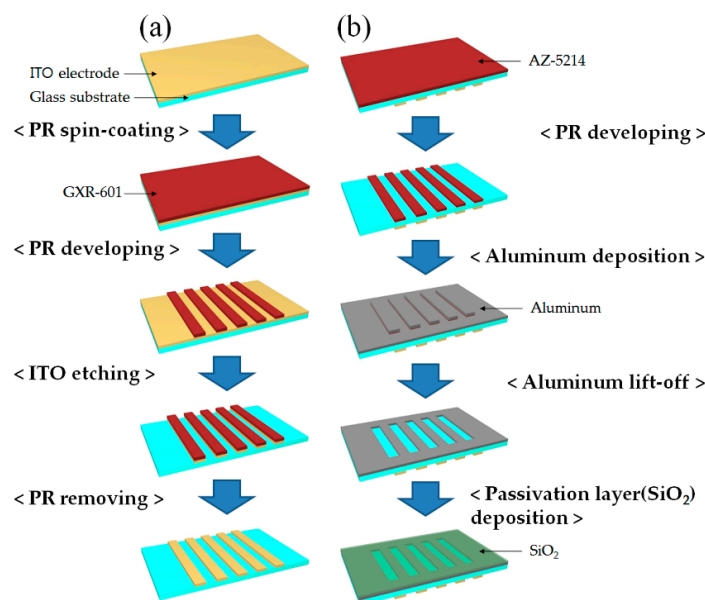 (a)
ITO electrode
Glass substrate
< PR spin-coating >
GXR-601
< PR developing >
< ITO etching >
< PR removing >
(b)
AZ-5214
< PR developing >
< Aluminum deposition >
Aluminum
< Aluminum lift-off >
< Passivation layer(SiO₂)
deposition >
SiO₂